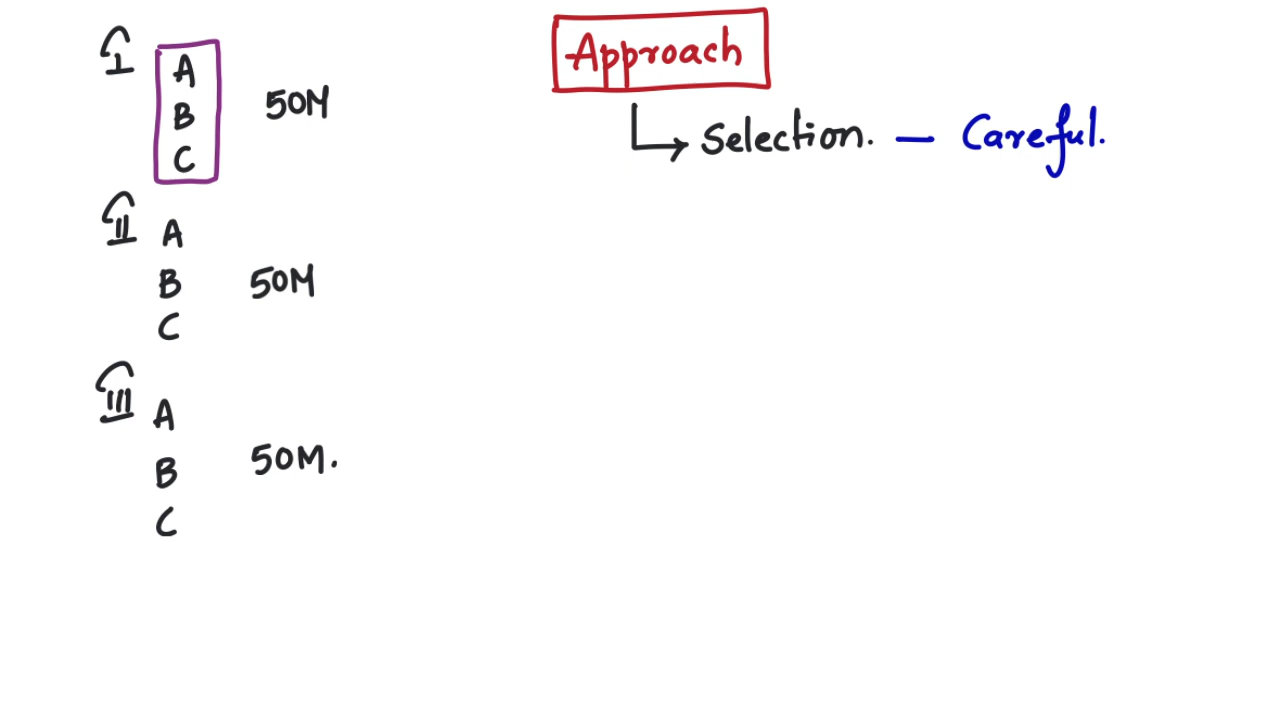 I
A
B
C
50M
II
A
B
C
50M
III
A
B
C
50M.
Approach
Selection. — Careful.